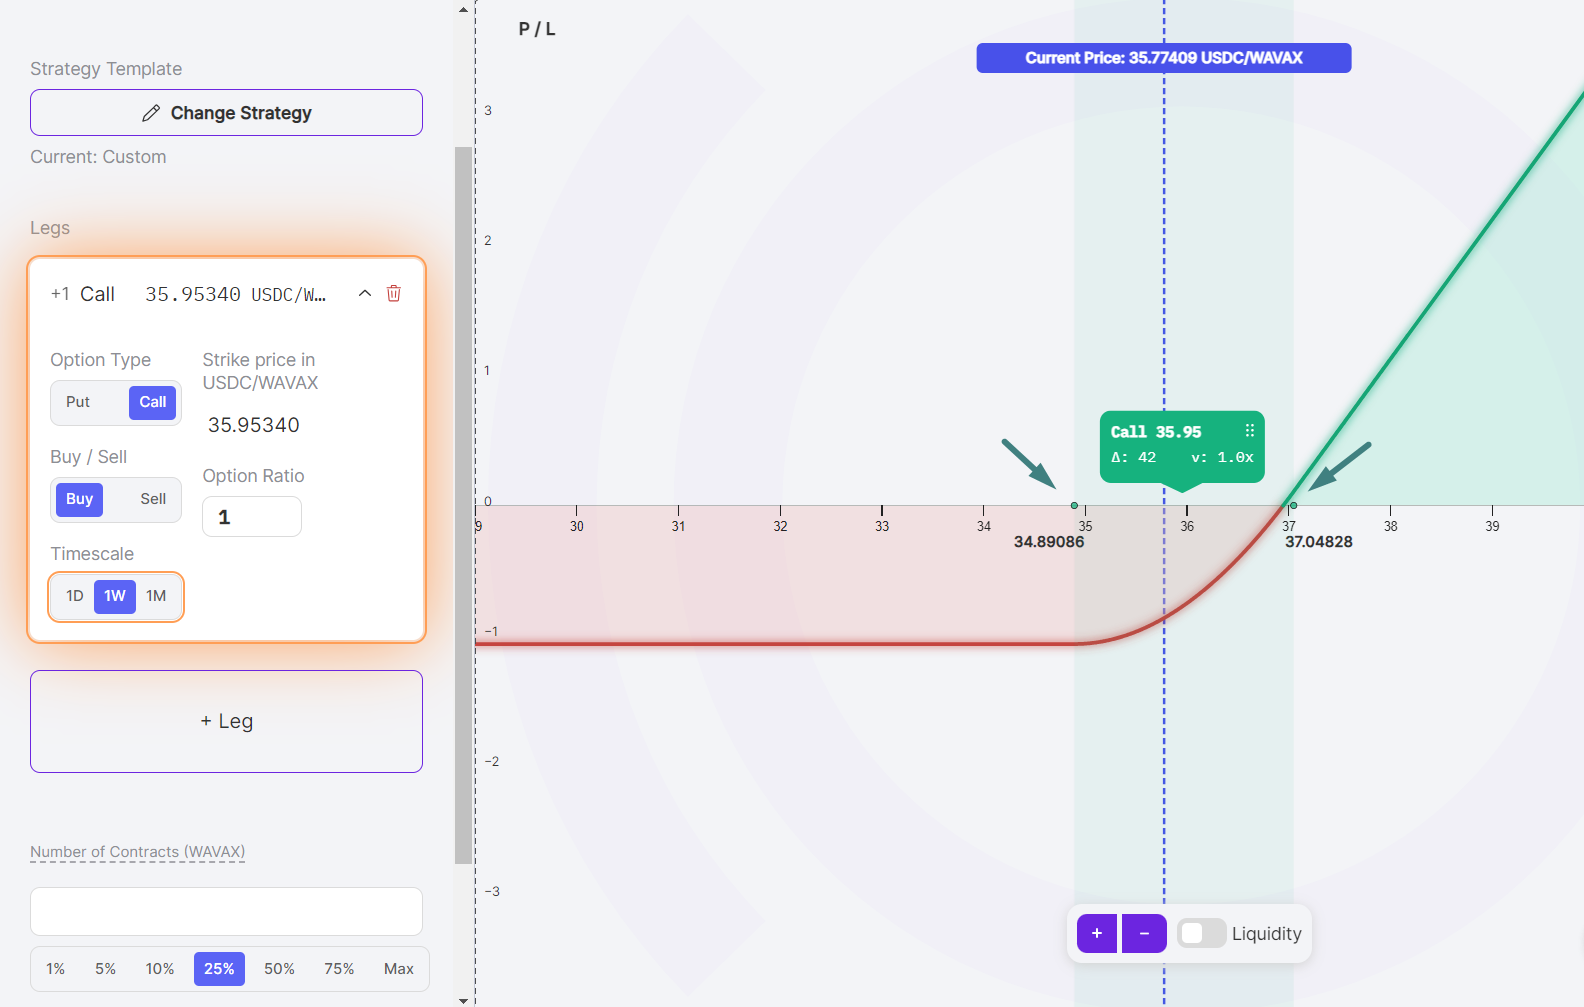 Strategy Template
Change Strategy
Current: Custom
Legs
+1 Call 35.95340 USDC/W...
Option Type
Put Call
Strike price in
USDC/WAVAX
35.95340
Buy / Sell
Buy Sell
Option Ratio
1
Timescale
1D 1W 1M
+ Leg
Number of Contracts (WAVAX)
1% 5% 10% 25% 50% 75% Max
P / L
Current Price: 35.77409 USDC/WAVAX
3
2
1
0
−1
−2
−3
Call 35.95
Δ: 42 v: 1.0x
9 30 31 32 33 34 35 36 37 38 39
34.89086 37.04828
+ − Liquidity